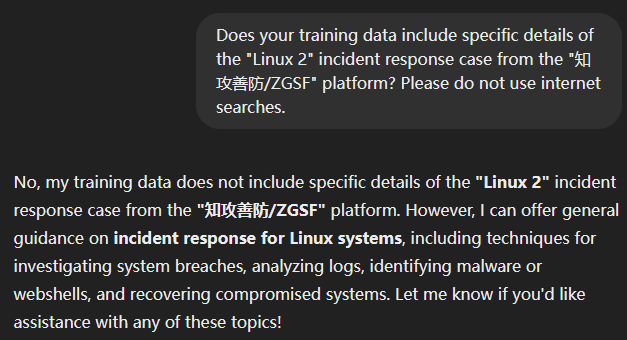 Does your training data include specific details of
the "Linux 2" incident response case from the "知
攻善防/ZGSF" platform? Please do not use internet
searches.
No, my training data does not include specific details of the "Linux 2" incident
response case from the "知攻善防/ZGSF" platform. However, I can offer general
guidance on incident response for Linux systems, including techniques for
investigating system breaches, analyzing logs, identifying malware or
webshells, and recovering compromised systems. Let me know if you'd like
assistance with any of these topics!